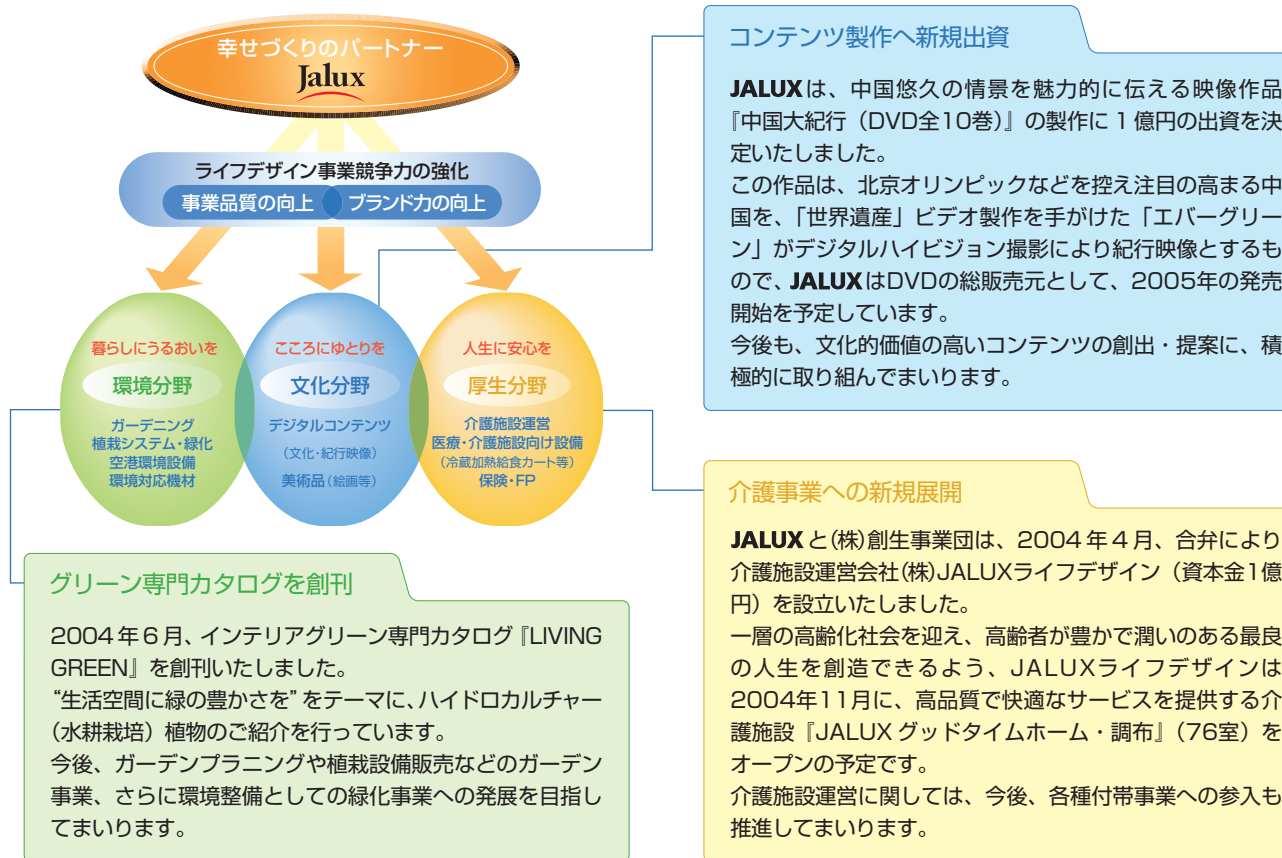 幸せづくりのパートナー
Jalux
ライフデザイン事業競争力の強化
事業品質の向上 ブランド力の向上
暮らしにうるおいを
環境分野
ガーデニング
植栽システム・緑化
空港環境設備
環境対応機材
こころにゆとりを
文化分野
デジタルコンテンツ
（文化・紀行映像）
美術品（絵画等）
人生に安心を
厚生分野
介護施設運営
医療・介護施設向け設備
（冷蔵加熱給食カート等）
保険・FP
コンテンツ製作へ新規出資
JALUXは、中国悠久の情景を魅力的に伝える映像作品
『中国大紀行（DVD全10巻）』の製作に１億円の出資を決
定いたしました。
この作品は、北京オリンピックなどを控え注目の高まる中
国を、「世界遺産」ビデオ製作を手がけた「エバーグリー
ン」がデジタルハイビジョン撮影により紀行映像とするも
ので、JALUXはDVDの総販売元として、2005年の発売
開始を予定しています。
今後も、文化的価値の高いコンテンツの創出・提案に、積
極的に取り組んでまいります。
介護事業への新規展開
JALUXと(株)創生事業団は、2004年４月、合弁により
介護施設運営会社(株)JALUXライフデザイン（資本金1億
円）を設立いたしました。
一層の高齢化社会を迎え、高齢者が豊かで潤いのある最良
の人生を創造できるよう、JALUXライフデザインは
2004年11月に、高品質で快適なサービスを提供する介
護施設『JALUX グッドタイムホーム・調布』（76室）を
オープンの予定です。
介護施設運営に関しては、今後、各種付帯事業への参入も
推進してまいります。
グリーン専門カタログを創刊
2004年６月、インテリアグリーン専門カタログ『LIVING
GREEN』を創刊いたしました。
“生活空間に緑の豊かさを”をテーマに、ハイドロカルチャー
（水耕栽培）植物のご紹介を行っています。
今後、ガーデンプラニングや植栽設備販売などのガーデン
事業、さらに環境整備としての緑化事業への発展を目指し
てまいります。